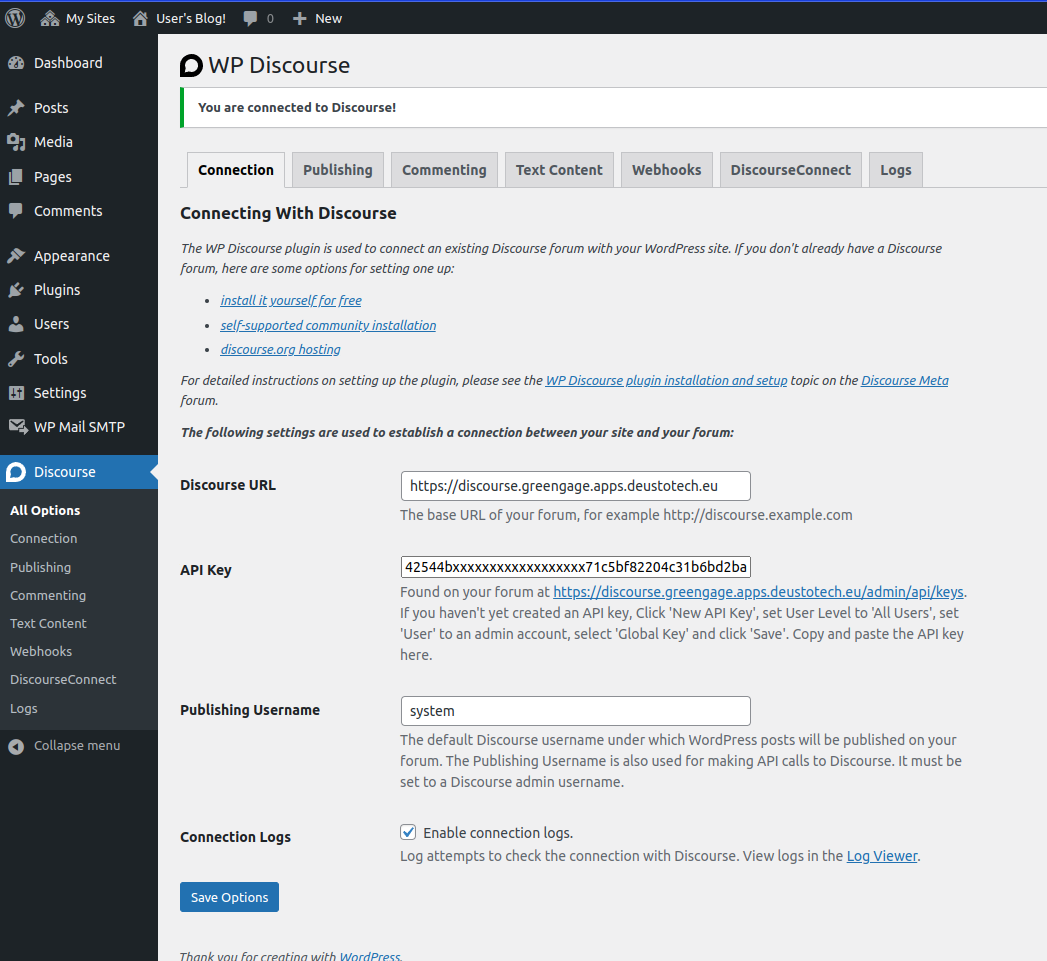 My Sites User's Blog! 0 New
Dashboard
Posts
Media
Pages
Comments
Appearance
Plugins
Users
Tools
Settings
WP Mail SMTP
Discourse
All Options
Connection
Publishing
Commenting
Text Content
Webhooks
DiscourseConnect
Logs
Collapse menu
WP Discourse
You are connected to Discourse!
Connection Publishing Commenting Text Content Webhooks DiscourseConnect Logs
Connecting With Discourse
The WP Discourse plugin is used to connect an existing Discourse forum with your WordPress site. If you don't already have a Discourse
forum, here are some options for setting one up:
• install it yourself for free
• self-supported community installation
• discourse.org hosting
For detailed instructions on setting up the plugin, please see the WP Discourse plugin installation and setup topic on the Discourse Meta
forum.
The following settings are used to establish a connection between your site and your forum:
Discourse URL
https://discourse.greengage.apps.deustotech.eu
The base URL of your forum, for example http://discourse.example.com
API Key
42544bxxxxxxxxxxxxxxxxxx71c5bf82204c31b6bd2ba
Found on your forum at https://discourse.greengage.apps.deustotech.eu/admin/api/keys.
If you haven't yet created an API key, Click 'New API Key', set User Level to 'All Users', set
'User' to an admin account, select 'Global Key' and click 'Save'. Copy and paste the API key
here.
Publishing Username
system
The default Discourse username under which WordPress posts will be published on your
forum. The Publishing Username is also used for making API calls to Discourse. It must be
set to a Discourse admin username.
Connection Logs
Enable connection logs.
Log attempts to check the connection with Discourse. View logs in the Log Viewer.
Save Options
Thank you for creating with WordPress.